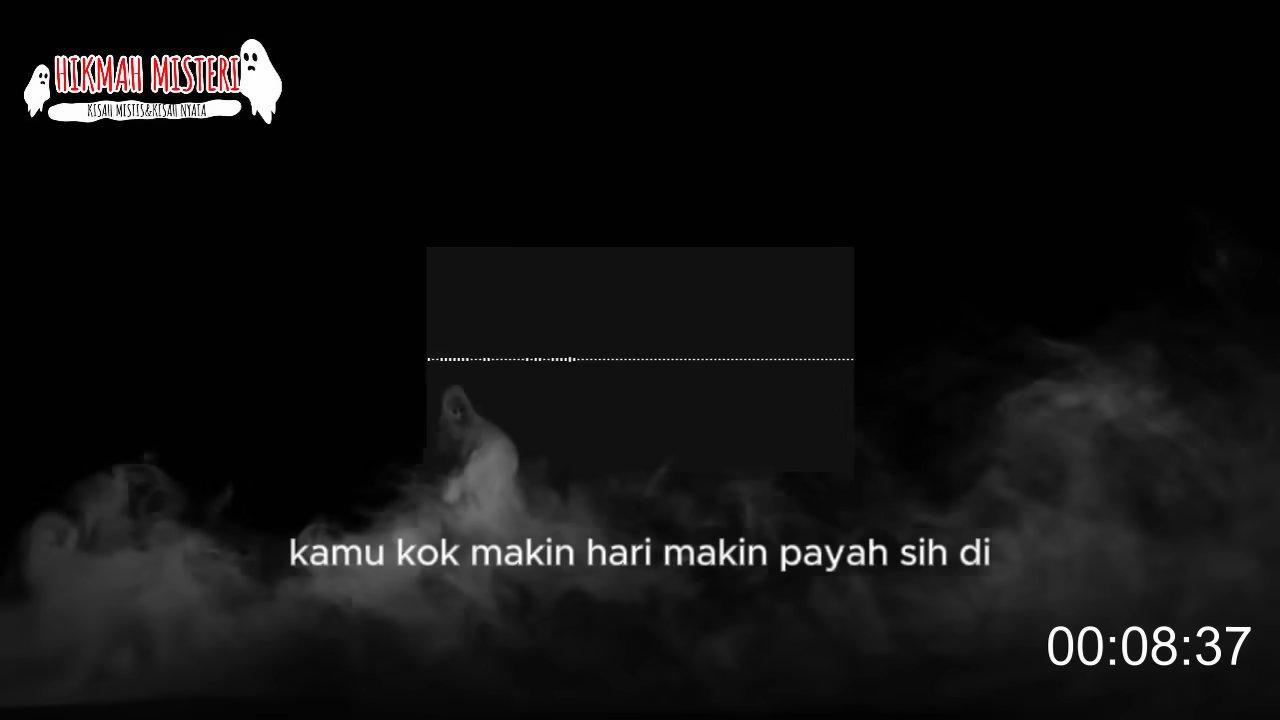 HIKMAH MISTERI
KISAH MISTIS&KISAH NYATA
kamu kok makin hari makin payah sih di
00:08:37